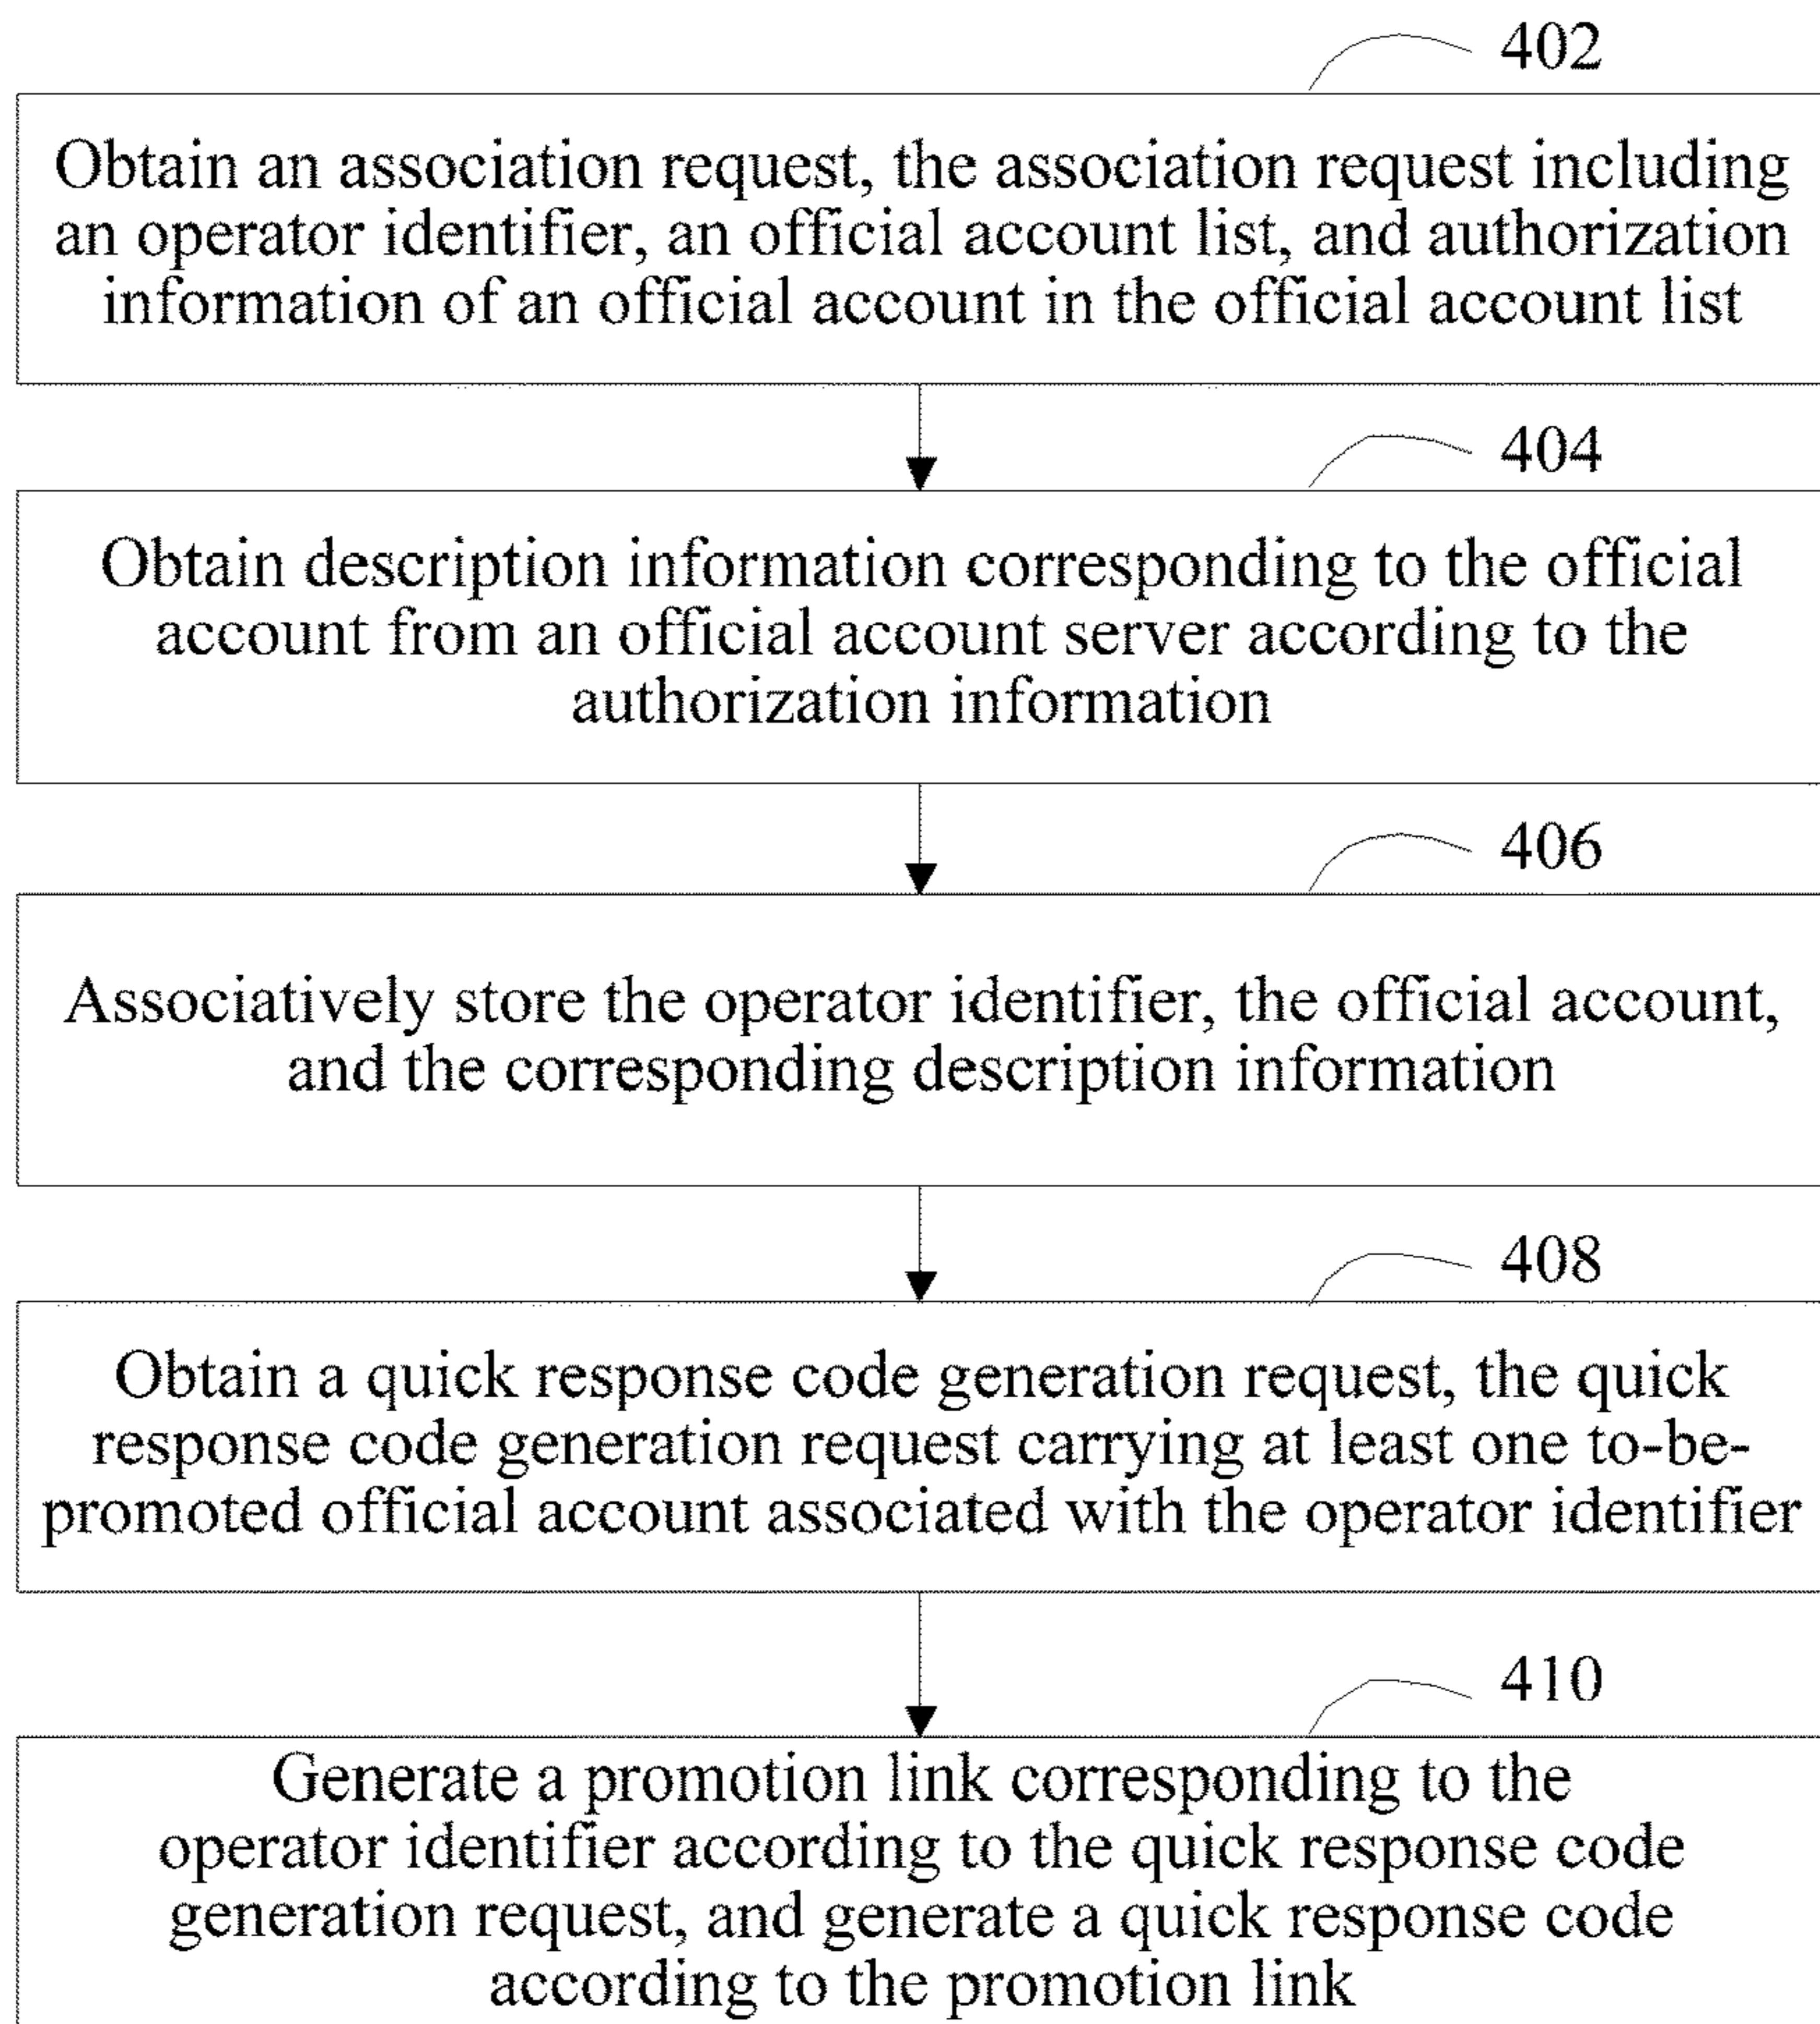 402
Obtain an association request, the association request including
an operator identifier, an official account list, and authorization
information of an official account in the official account list
404
Obtain description information corresponding to the official
account from an official account server according to the
authorization information
406
Associatively store the operator identifier, the official account,
and the corresponding description information
408
Obtain a quick response code generation request, the quick
response code generation request carrying at least one to-be-
promoted official account associated with the operator identifier
410
Generate a promotion link corresponding to the
operator identifier according to the quick response code
generation request, and generate a quick response code
according to the promotion link